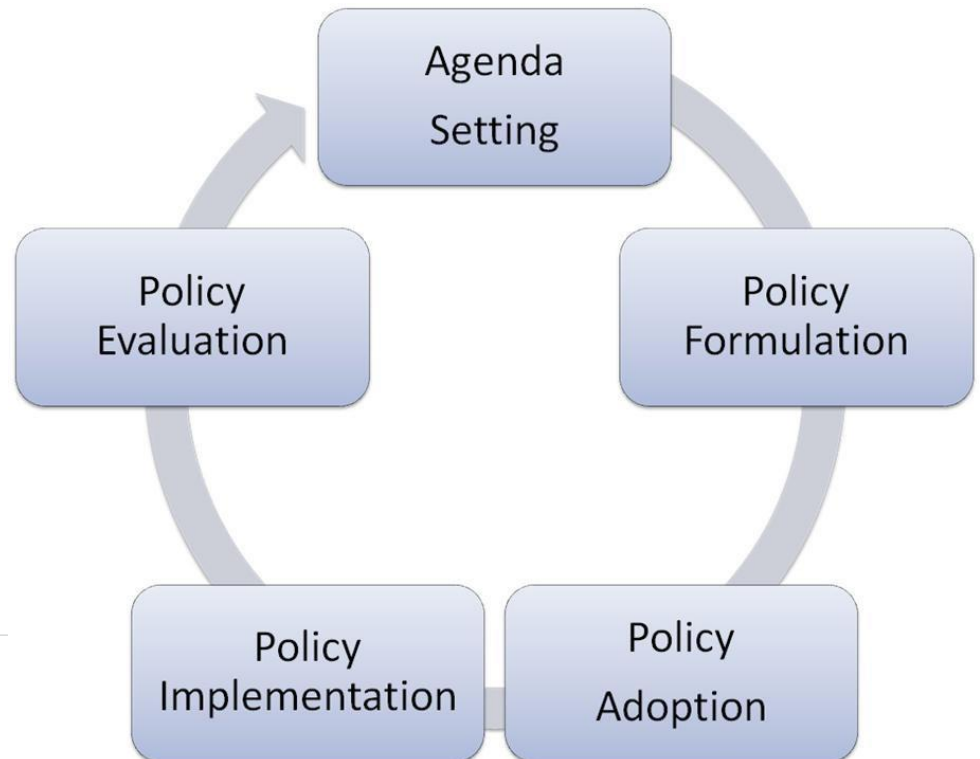 Agenda
Setting
Policy
Formulation
Policy
Adoption
Policy
Implementation
Policy
Evaluation